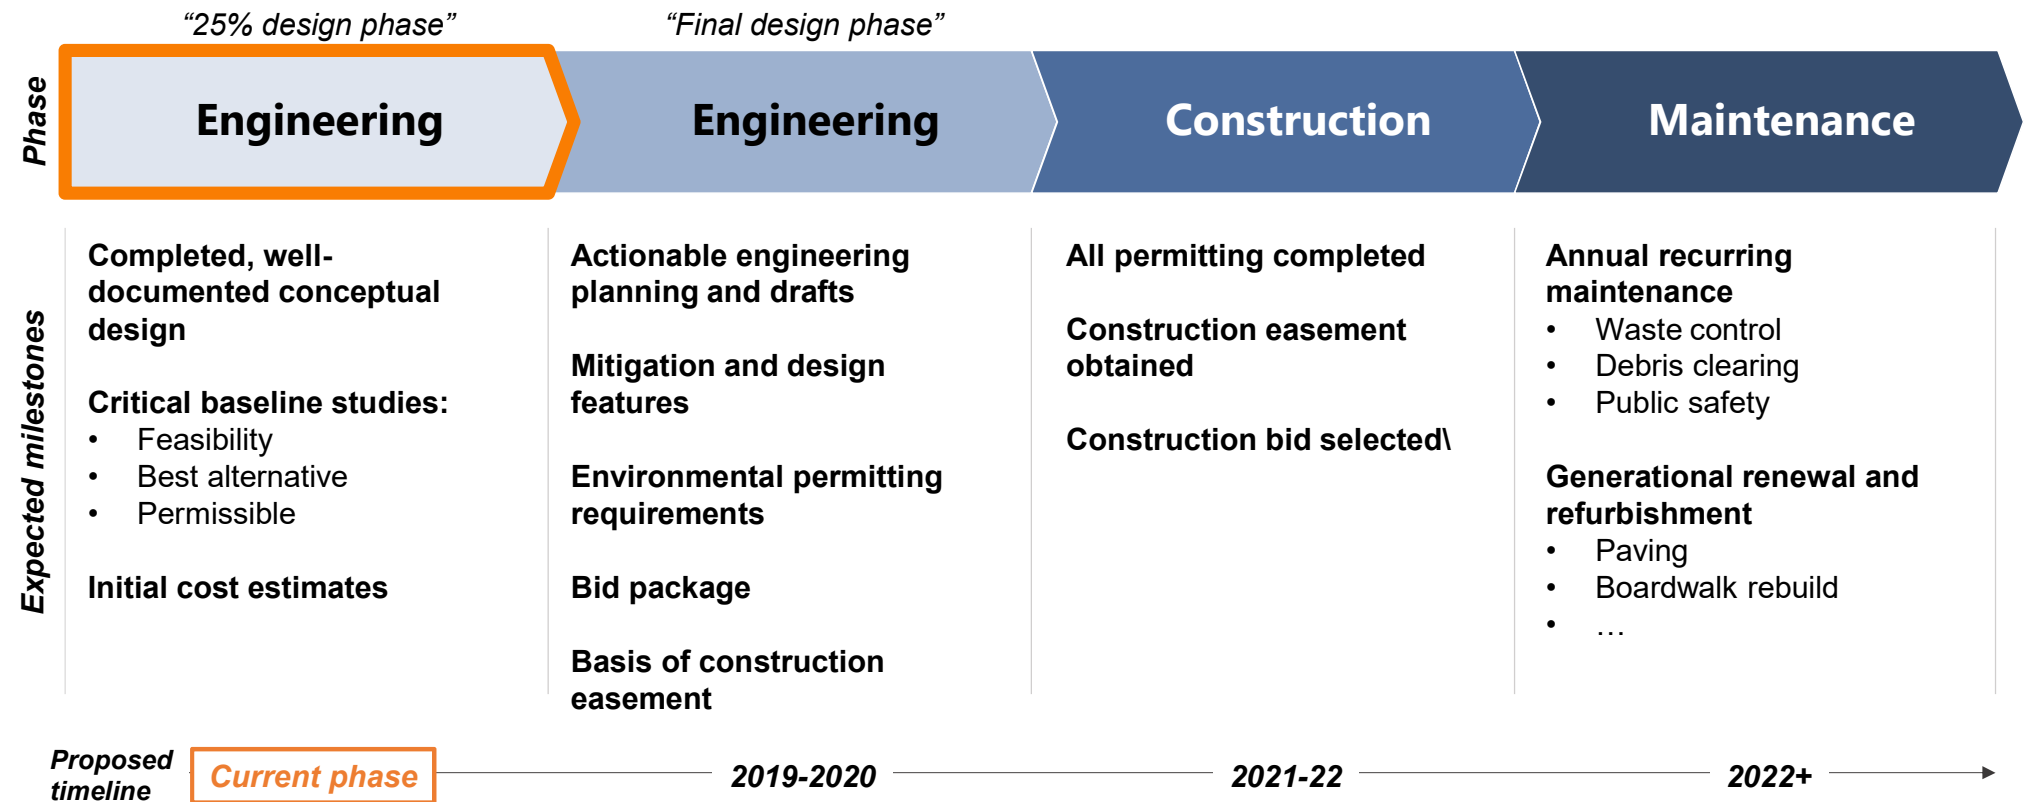 “25% design phase”
“Final design phase”
Phase
Engineering
Engineering
Construction
Maintenance
Expected milestones
Completed, well-
documented conceptual
design
Critical baseline studies:
• Feasibility
• Best alternative
• Permissible
Initial cost estimates
Actionable engineering
planning and drafts
Mitigation and design
features
Environmental permitting
requirements
Bid package
Basis of construction
easement
All permitting completed
Construction easement
obtained
Construction bid selected\
Annual recurring
maintenance
• Waste control
• Debris clearing
• Public safety
Generational renewal and
refurbishment
• Paving
• Boardwalk rebuild
• …
Proposed
timeline
Current phase
2019-2020
2021-22
2022+